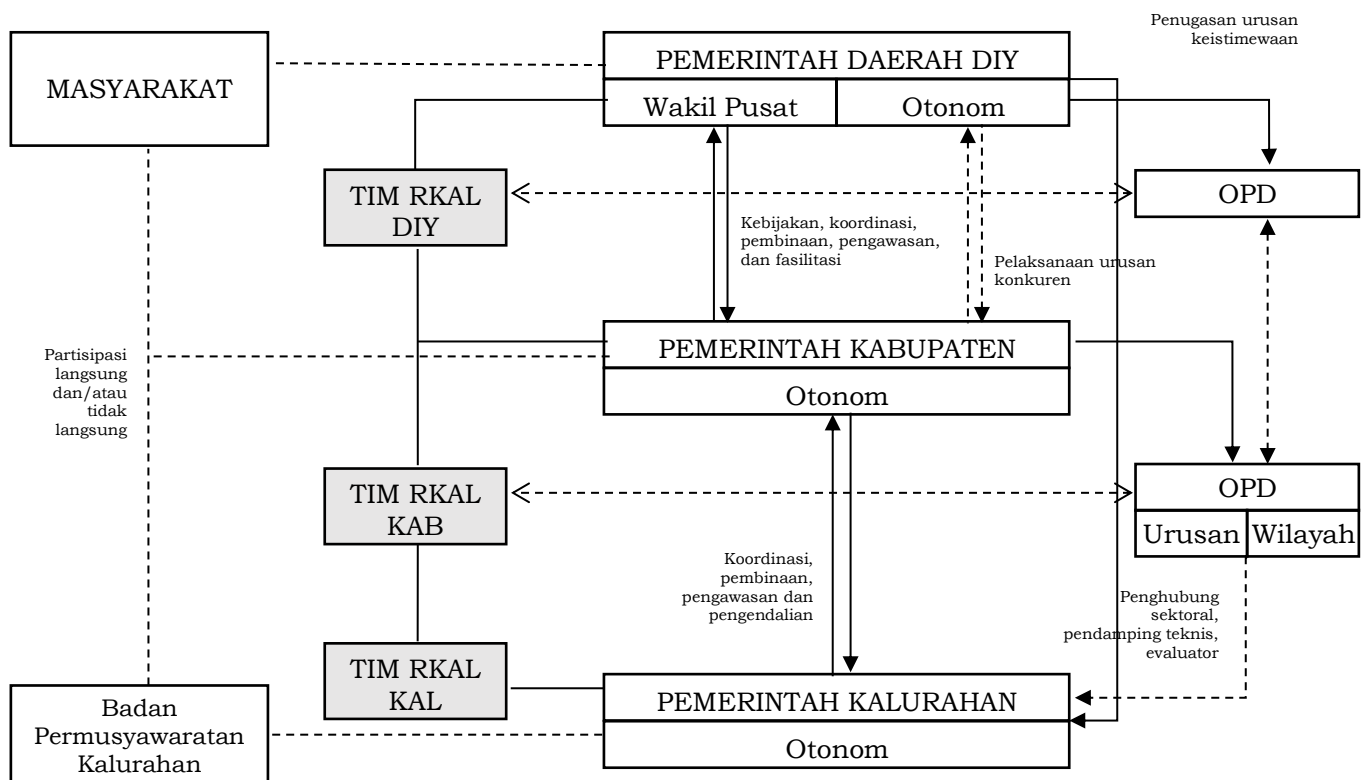 Penugasan urusan
keistimewaan
PEMERINTAH DAERAH DIY
MASYARAKAT
Wakil Pusat
Otonom
TIM RKAL
DIY
OPD
Kebijakan, koordinasi,
pembinaan, pengawasan,
dan fasilitasi
Pelaksanaan urusan
konkuren
PEMERINTAH KABUPATEN
Otonom
Partisipasi
langsung
dan/atau
tidak
langsung
TIM RKAL
KAB
OPD
Urusan
Wilayah
Koordinasi,
pembinaan,
pengawasan dan
pengendalian
Penghubung
sektoral,
pendamping teknis,
evaluator
TIM RKAL
KAL
PEMERINTAH KALURAHAN
Otonom
Badan
Permusyawaratan
Kalurahan